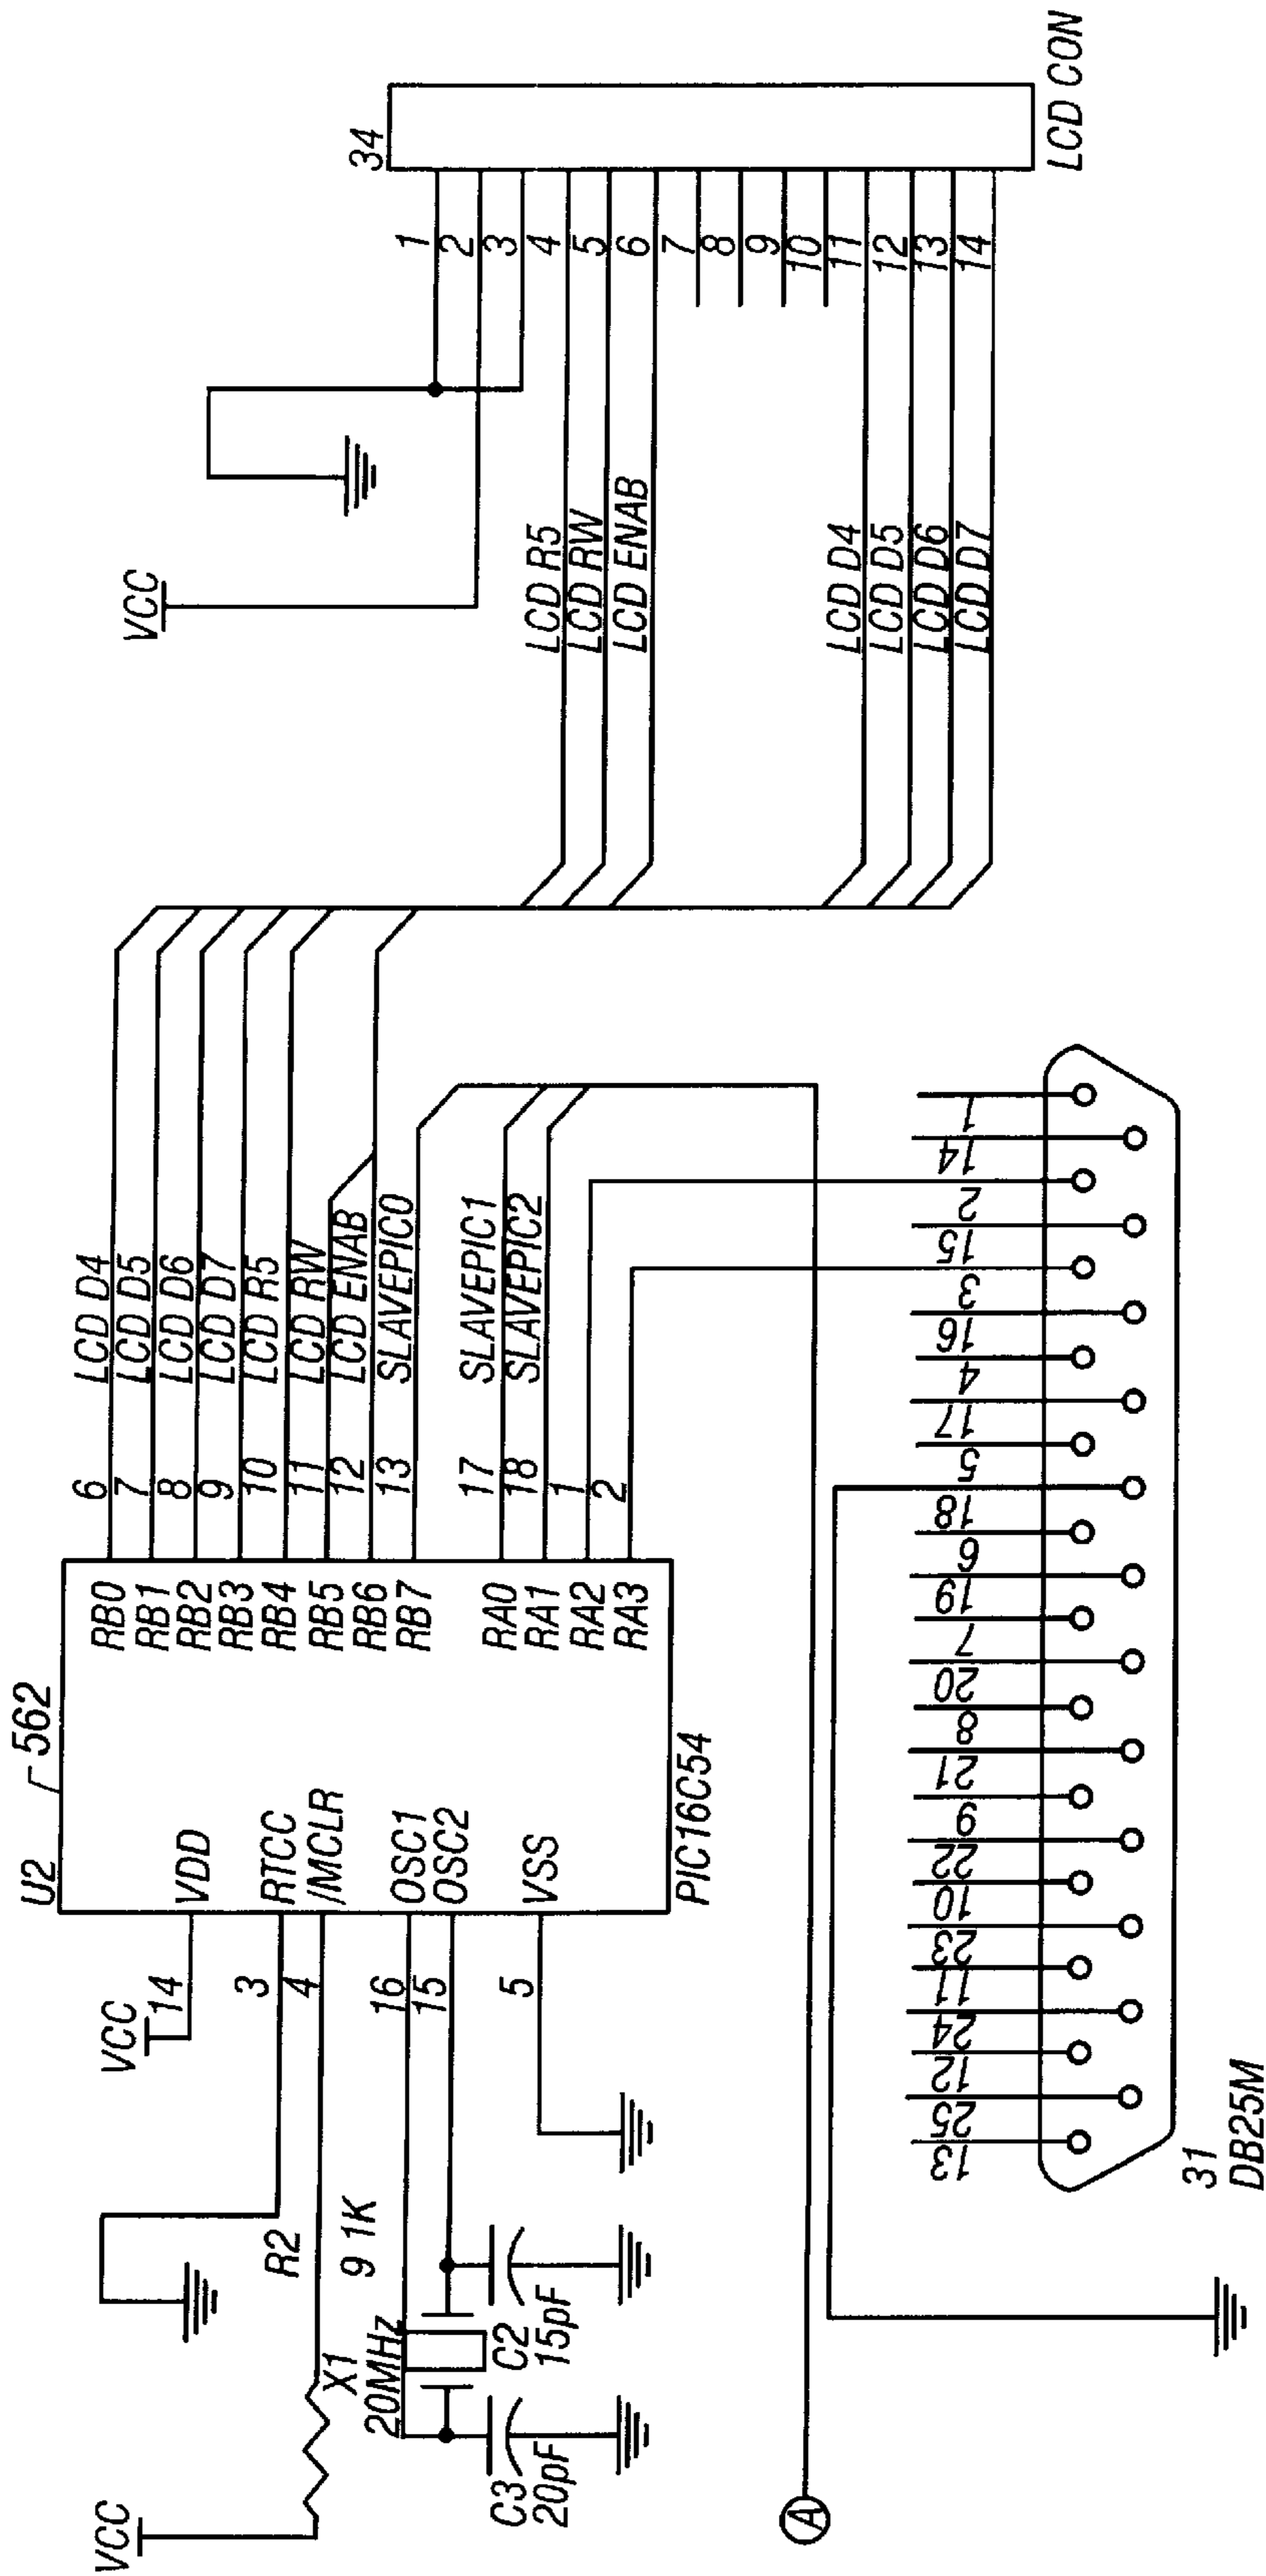 U2
562
VCC
14
VDD
3
RTCC
4
/MCLR
16
OSC1
15
OSC2
5
VSS
PIC16C54
VCC
R2
9 1K
X1
20MHz
C2
15pF
C3
20pF
RB0
6
LCD D4
RB1
7
LCD D5
RB2
8
LCD D6
RB3
9
LCD D7
RB4
10
LCD R5
RB5
11
LCD RW
RB6
12
LCD ENAB
RB7
13
SLAVEPIC0
RA0
17
SLAVEPIC1
RA1
18
SLAVEPIC2
RA2
1
RA3
2
VCC
34
1
2
3
4
LCD R5
5
LCD RW
6
LCD ENAB
7
8
9
10
11
LCD D4
12
LCD D5
13
LCD D6
14
LCD D7
LCD CON
A
13
25
12
24
11
23
10
22
9
21
8
20
7
19
6
18
5
17
4
16
3
15
2
14
1
31
DB25M